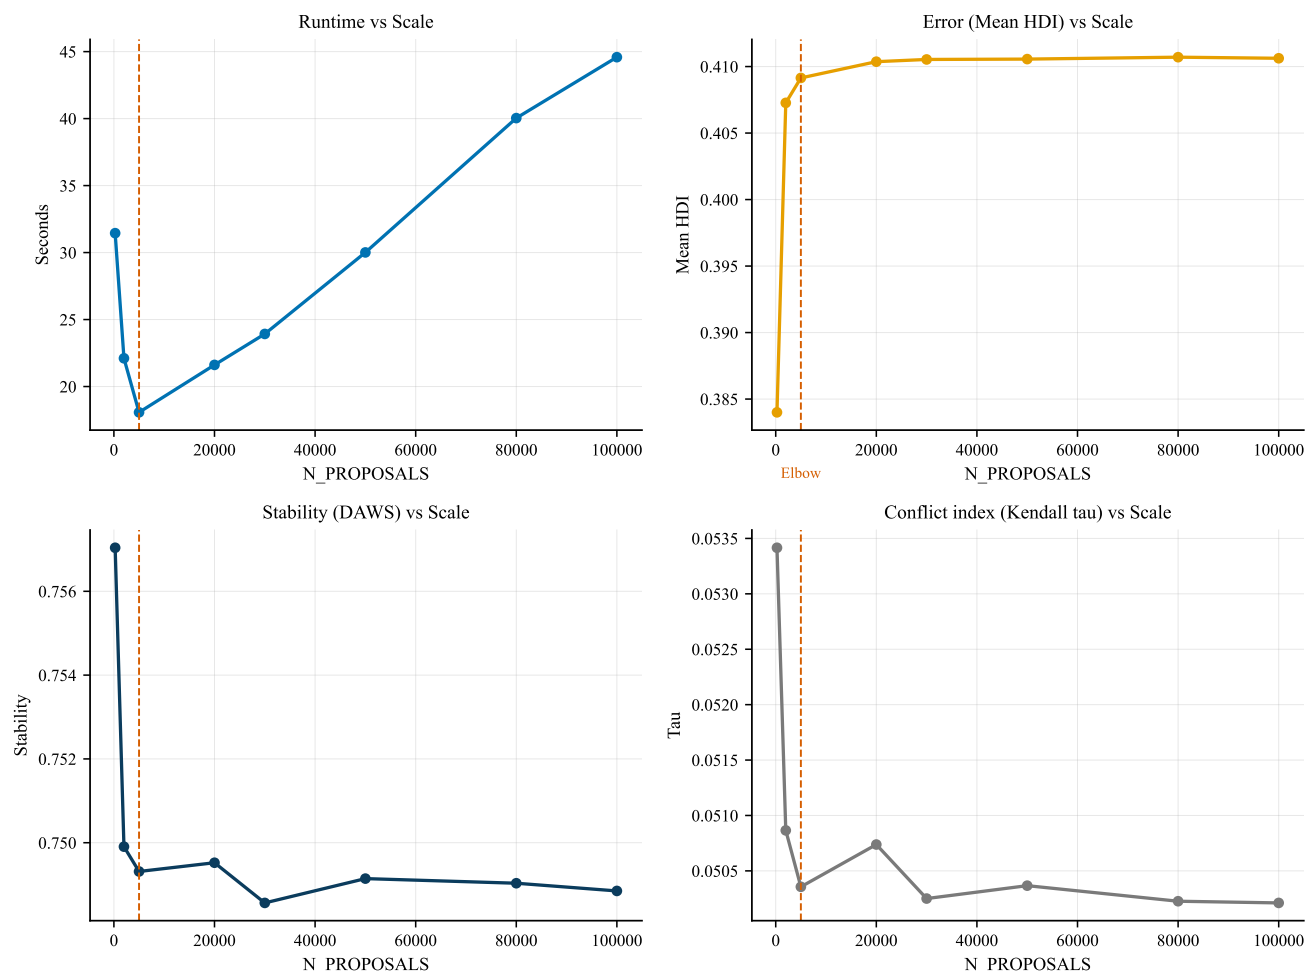 Runtime vs Scale
45
40
35
30
25
20
Seconds
0 20000 40000 60000 80000 100000
N_PROPOSALS
Error (Mean HDI) vs Scale
0.410
0.405
0.400
0.395
0.390
0.385
Mean HDI
0 20000 40000 60000 80000 100000
Elbow
N_PROPOSALS
Stability (DAWS) vs Scale
0.756
0.754
0.752
0.750
Stability
0 20000 40000 60000 80000 100000
N_PROPOSALS
Conflict index (Kendall tau) vs Scale
0.0535
0.0530
0.0525
0.0520
0.0515
0.0510
0.0505
Tau
0 20000 40000 60000 80000 100000
N_PROPOSALS